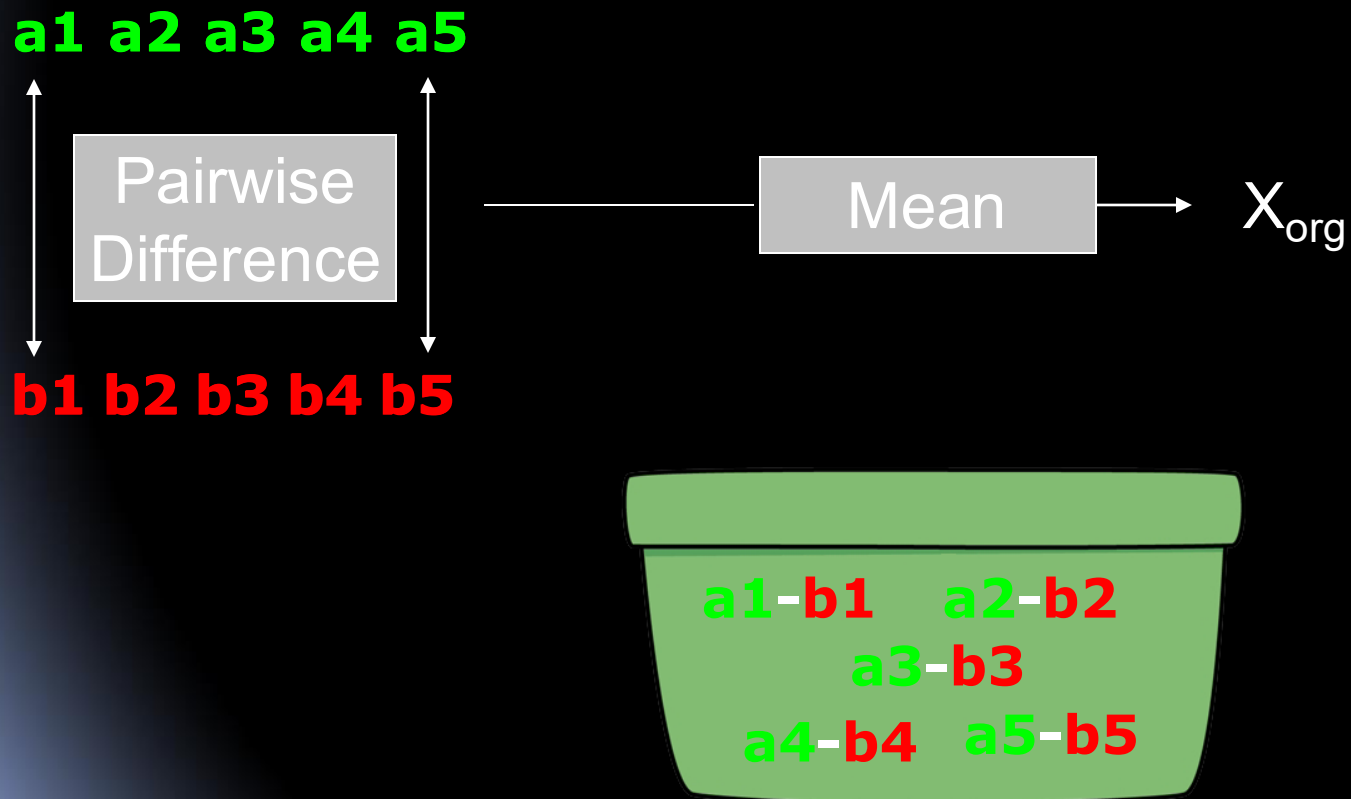 a1 a2 a3 a4 a5
Pairwise
Difference
Mean
Xorg
b1 b2 b3 b4 b5
a1-b1 a2-b2
a3-b3
a4-b4 a5-b5